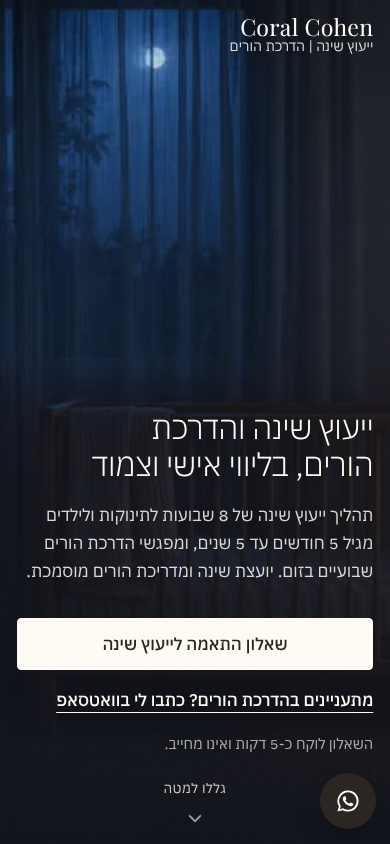 Coral Cohen
ייעוץ שינה | הדרכת הורים
ייעוץ שינה והדרכת
הורים, בליווי אישי וצמוד
תהליך ייעוץ שינה של 8 שבועות לתינוקות ולילדים
מגיל 5 חודשים עד 5 שנים, ומפגשי הדרכת הורים
שבועיים בזום. יועצת שינה ומדריכת הורים מוסמכת.
שאלון התאמה לייעוץ שינה
מתעניינים בהדרכת הורים? כתבו לי בוואטסאפ
השאלון לוקח כ-5 דקות ואינו מחייב.
גללו למטה